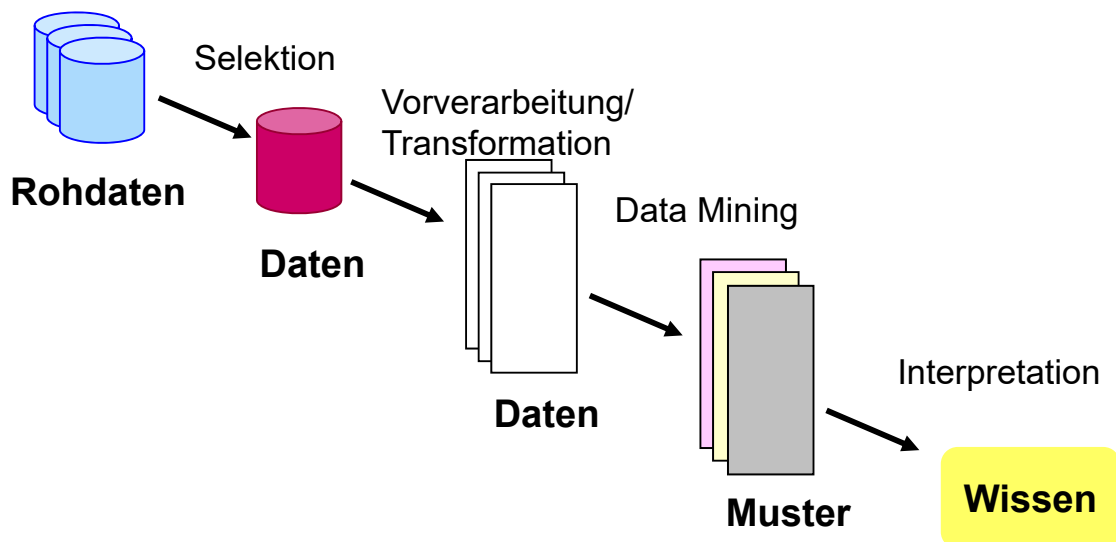 Selektion
Rohdaten
Vorverarbeitung/
Transformation
Daten
Data Mining
Daten
Interpretation
Muster
Wissen